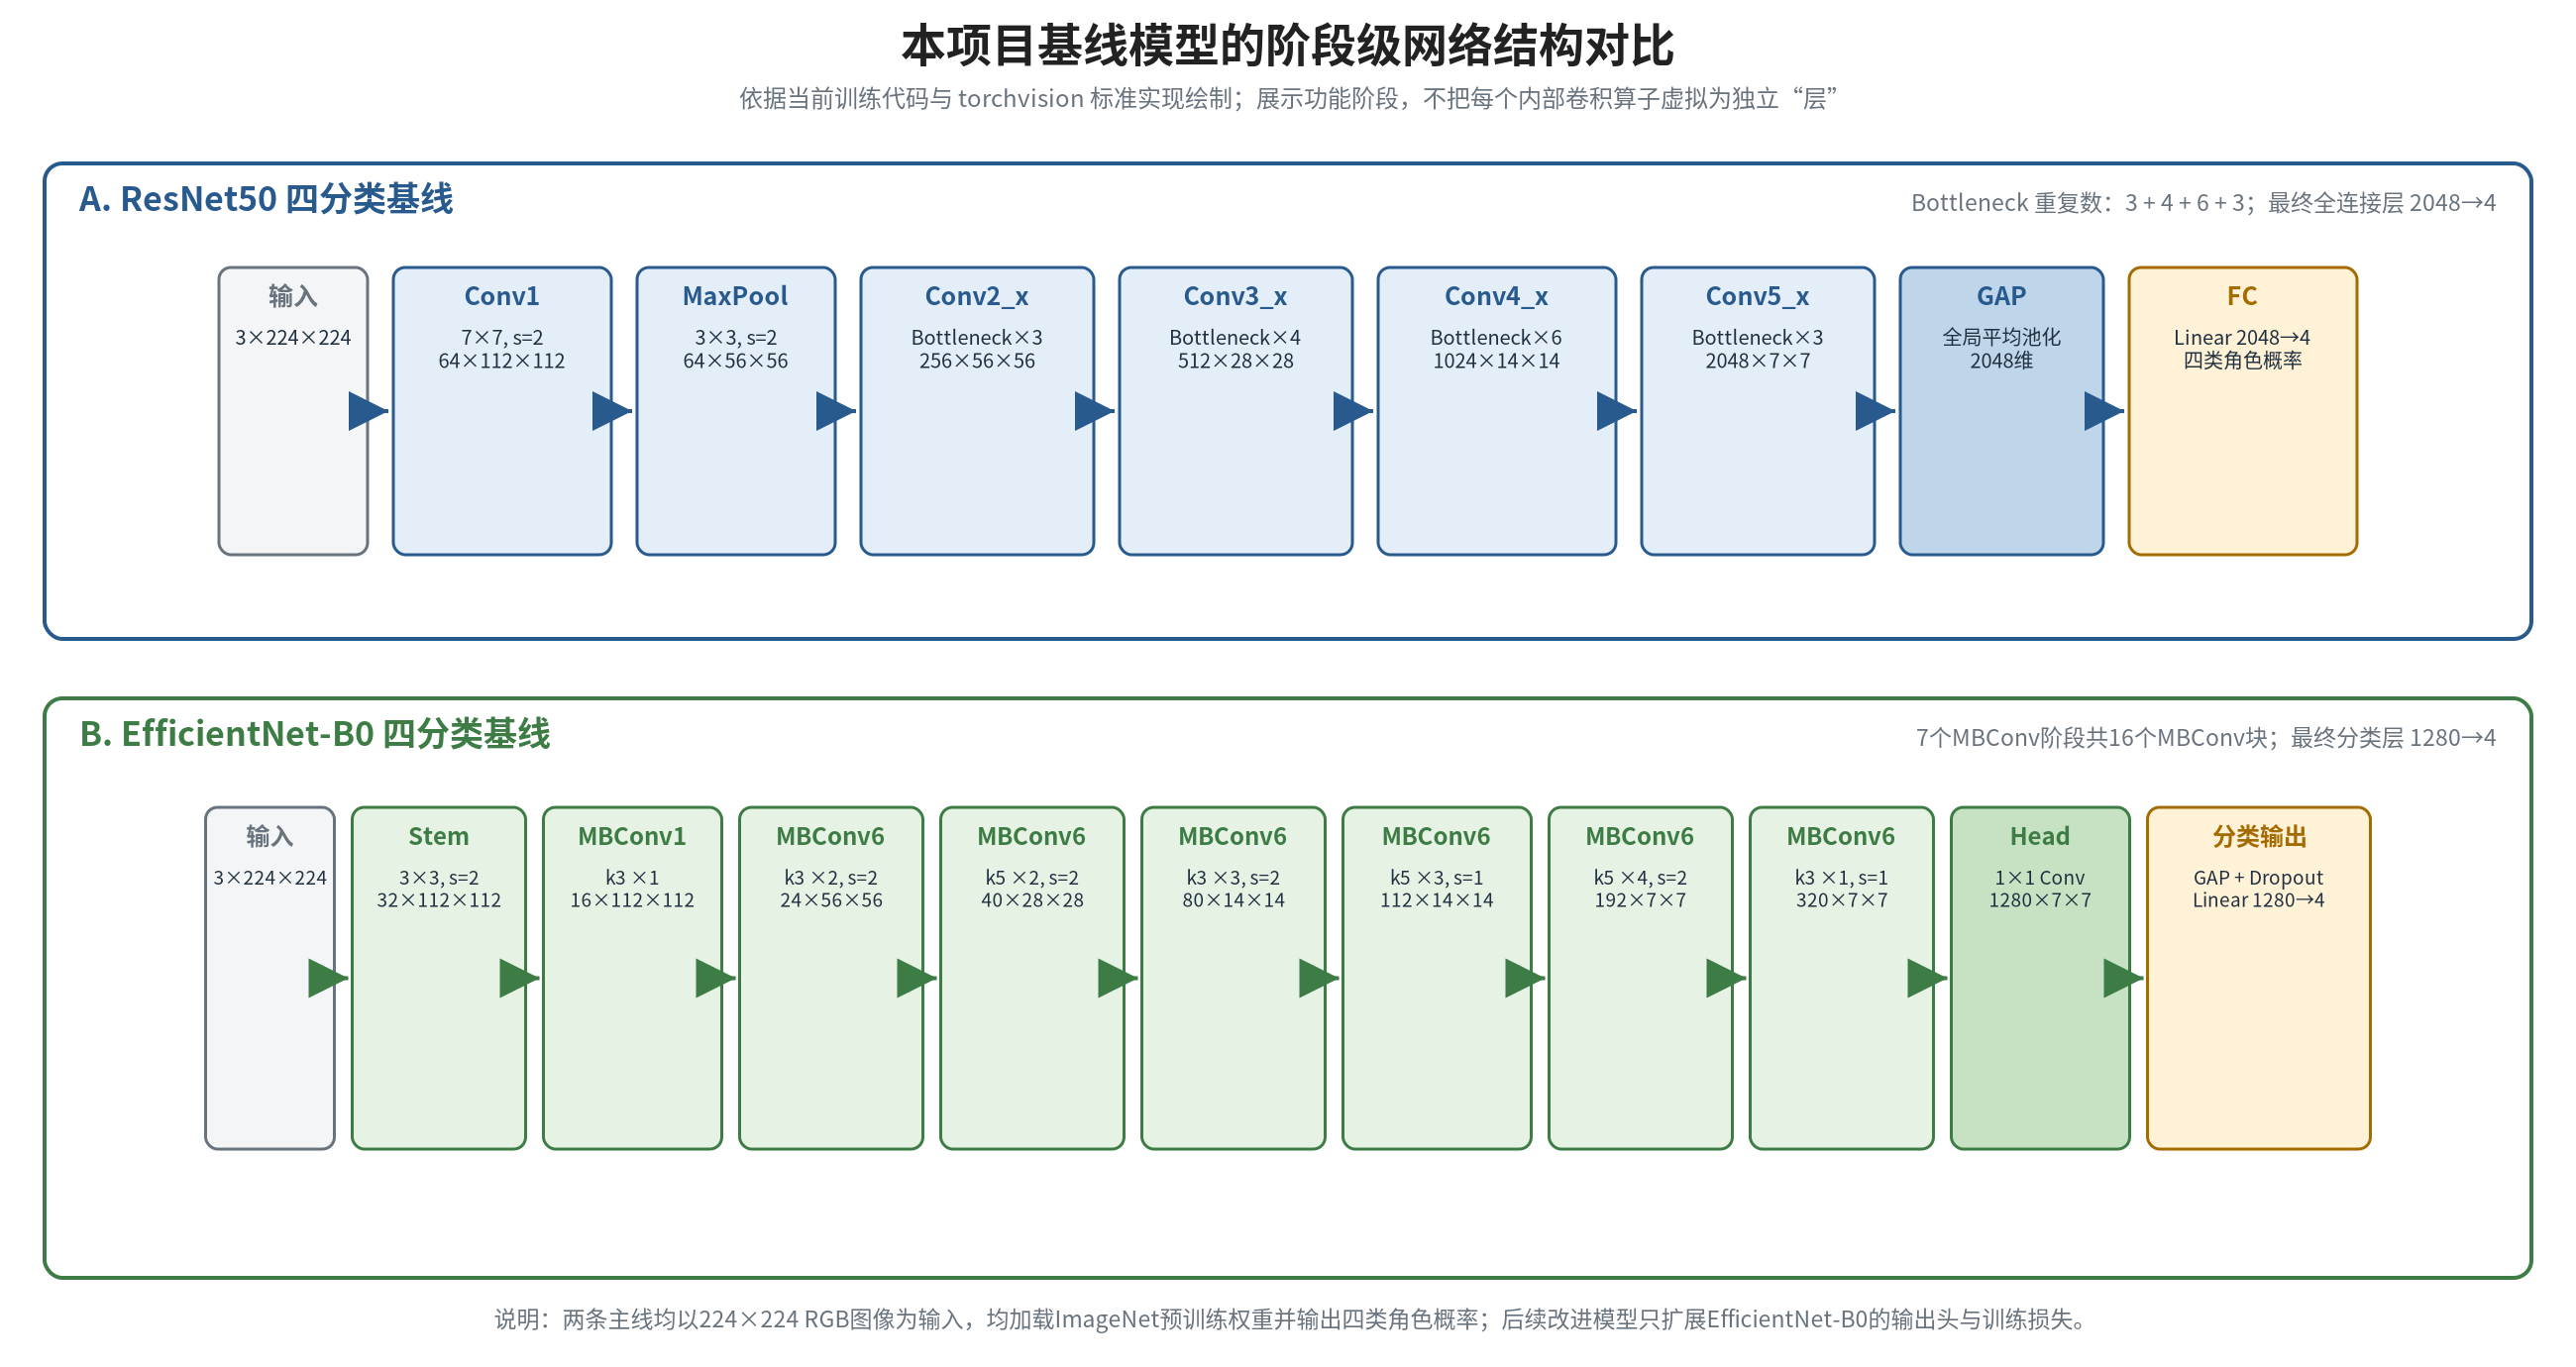 本项目基线模型的阶段级网络结构对比
依据当前训练代码与 torchvision 标准实现绘制；展示功能阶段，不把每个内部卷积算子虚拟为独立“层”
A. ResNet50 四分类基线
Bottleneck 重复数：3 + 4 + 6 + 3；最终全连接层 2048→4
输入
3×224×224
Conv1
7×7, s=2
64×112×112
MaxPool
3×3, s=2
64×56×56
Conv2_x
Bottleneck×3
256×56×56
Conv3_x
Bottleneck×4
512×28×28
Conv4_x
Bottleneck×6
1024×14×14
Conv5_x
Bottleneck×3
2048×7×7
GAP
全局平均池化
2048维
FC
Linear 2048→4
四类角色概率
B. EfficientNet-B0 四分类基线
7个MBConv阶段共16个MBConv块；最终分类层 1280→4
输入
3×224×224
Stem
3×3, s=2
32×112×112
MBConv1
k3 ×1
16×112×112
MBConv6
k3 ×2, s=2
24×56×56
MBConv6
k5 ×2, s=2
40×28×28
MBConv6
k3 ×3, s=2
80×14×14
MBConv6
k5 ×3, s=1
112×14×14
MBConv6
k5 ×4, s=2
192×7×7
MBConv6
k3 ×1, s=1
320×7×7
Head
1×1 Conv
1280×7×7
分类输出
GAP + Dropout
Linear 1280→4
说明：两条主线均以224×224 RGB图像为输入，均加载ImageNet预训练权重并输出四类角色概率；后续改进模型只扩展EfficientNet-B0的输出头与训练损失。